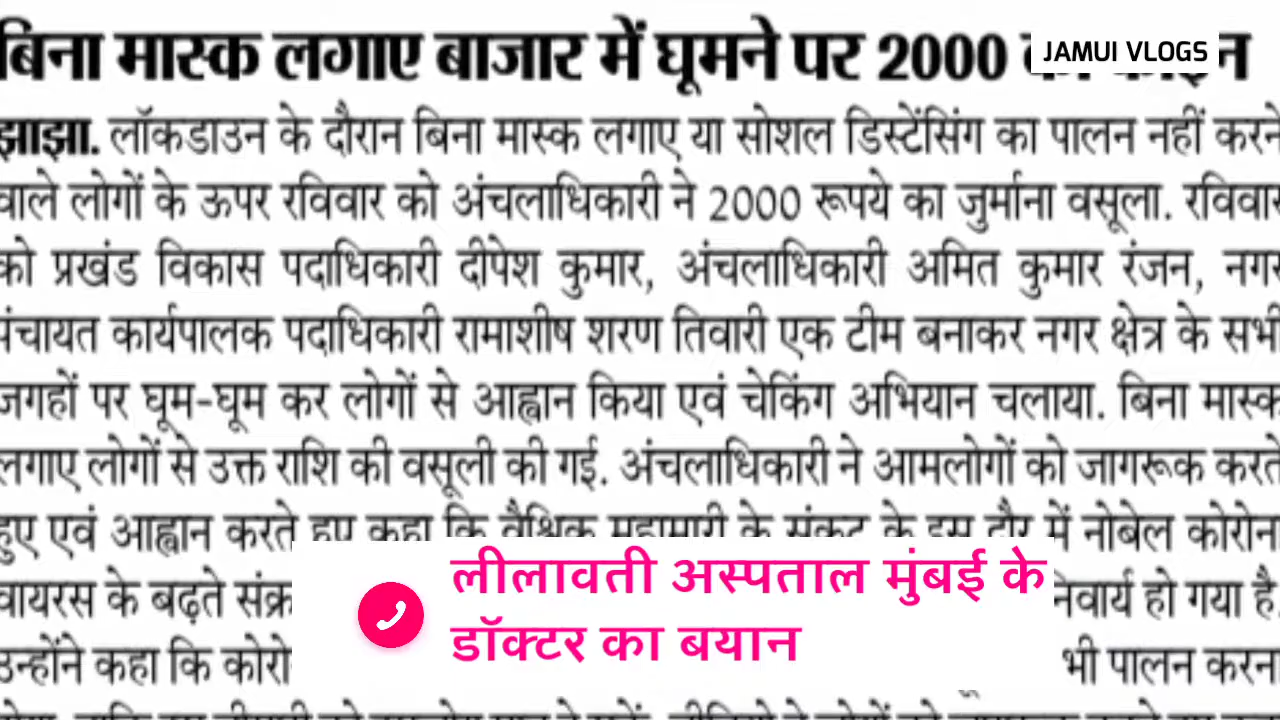 बिना मास्क लगाए बाजार में घूमने पर 2000
JAMUI VLOGS
झाझा. लॉकडाउन के दौरान बिना मास्क लगाए या सोशल डिस्टेंसिंग का पालन नहीं करने
वाले लोगों के ऊपर रविवार को अंचलाधिकारी ने 2000 रूपये का जुर्माना वसूला. रविवार
को प्रखंड विकास पदाधिकारी दीपेश कुमार, अंचलाधिकारी अमित कुमार रंजन, नगर
पंचायत कार्यपालक पदाधिकारी रामाशीष शरण तिवारी एक टीम बनाकर नगर क्षेत्र के सभी
जगहों पर घूम-घूम कर लोगों से आह्वान किया एवं चेकिंग अभियान चलाया. बिना मास्क
लगाए लोगों से उक्त राशि की वसूली की गई. अंचलाधिकारी ने आमलोगों को जागरूक करते
हुए एवं आह्वान करते हुए कहा कि वैश्विक महामारी के संकट के इस दौर में नोबेल कोरोना
वायरस के बढ़ते संक्र
नेवार्य हो गया है.
उन्होंने कहा कि कोरो
भी पालन करना
लीलावती अस्पताल मुंबई के
डॉक्टर का बयान